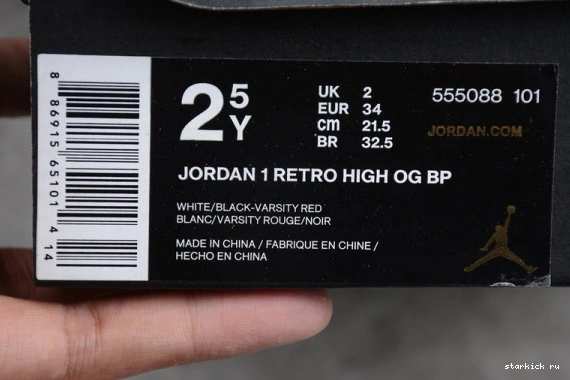 8 86915 65101 4 14
2 5Y
UK 2
EUR 34
cm 21.5
BR 32.5
555088 101
JORDAN.COM
JORDAN 1 RETRO HIGH OG BP
WHITE/BLACK-VARSITY RED
BLANC/VARSITY ROUGE/NOIR
MADE IN CHINA / FABRIQUE EN CHINE /
HECHO EN CHINA
starkick ru